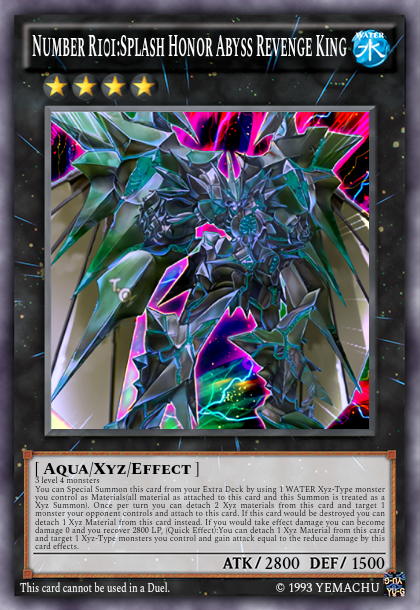 Number R101:Splash Honor Abyss Revenge King
WATER
水
[ Aqua/Xyz/Effect ]
3 level 4 monsters
You can Special Summon this card from your Extra Deck by using 1 WATER Xyz-Type monster
you control as Materials(all material as attached to this card and this Summon is treated as a
Xyz Summon). Once per turn you can detach 2 Xyz materials from this card and target 1
monster your opponent controls and attach to this card. If this card would be destroyed you can
detach 1 Xyz Material from this card instead. If you would take effect damage you can become
damage 0 and you recover 2800 LP, (Quick Effect:You can detach 1 Xyz Material from this card
and target 1 Xyz-Type monsters you control and gain attack equal to the reduce damage by this
card effects.
ATK / 2800 DEF / 1500
This card cannot be used in a Duel.
© 1993 YEMACHU